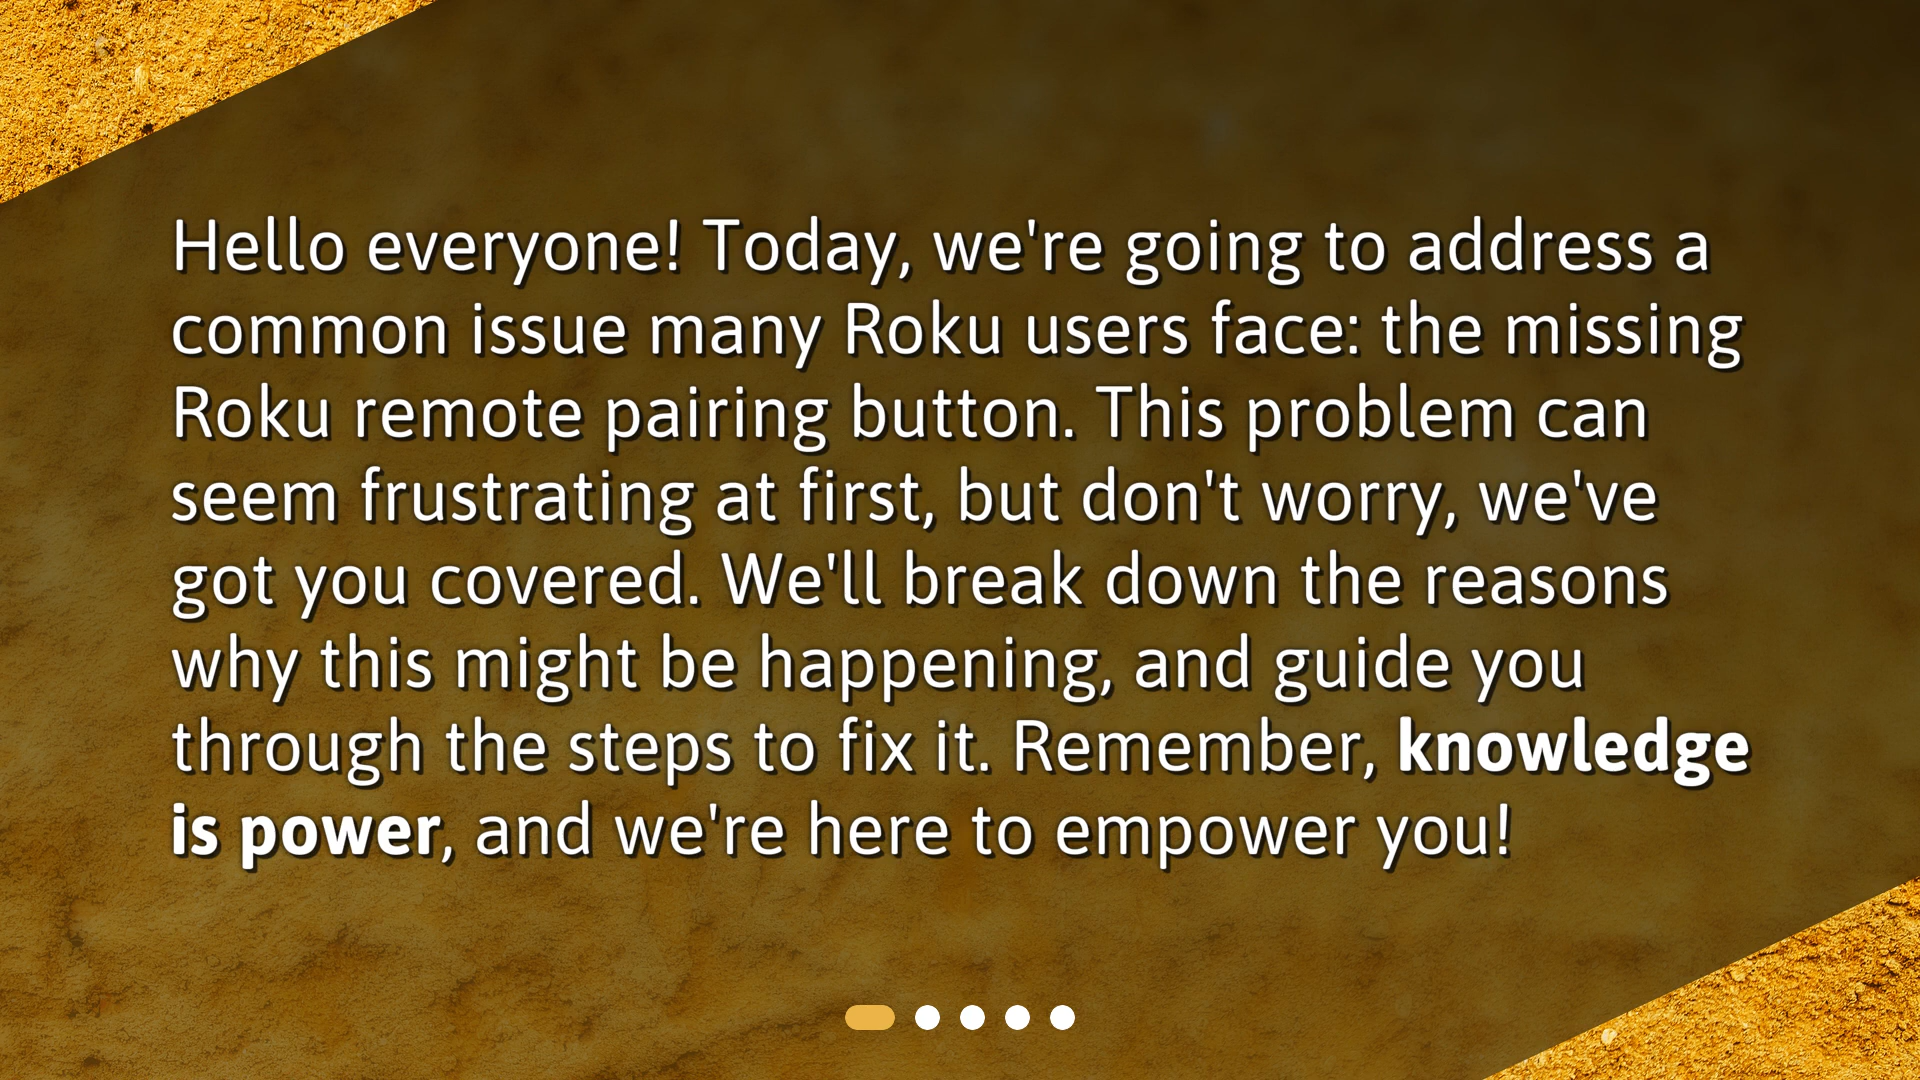 Hello everyone! Today, we're going to address a
common issue many Roku users face: the missing
Roku remote pairing button. This problem can
seem frustrating at first, but don't worry, we've
got you covered. We'll break down the reasons
why this might be happening, and guide you
through the steps to fix it. Remember, knowledge
is power, and we're here to empower you!